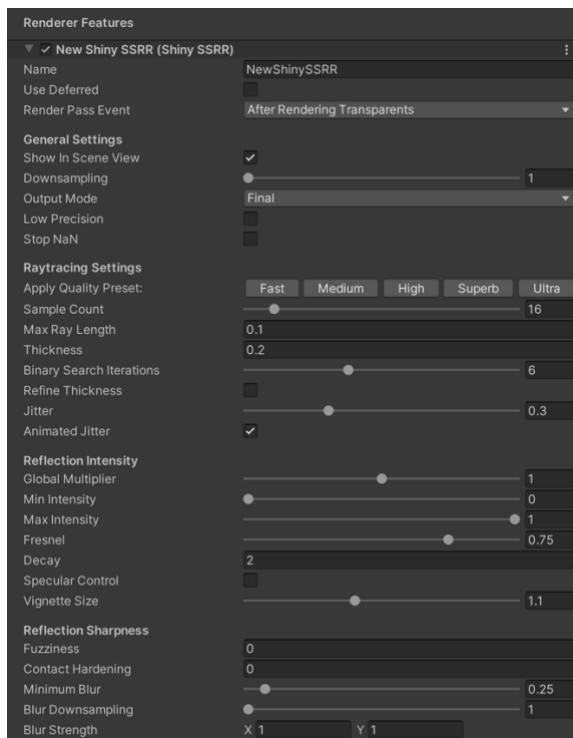 Renderer Features
New Shiny SSRR (Shiny SSRR)
Name NewShinySSRR
Use Deferred
Render Pass Event After Rendering Transparents
General Settings
Show In Scene View
Downsampling 1
Output Mode Final
Low Precision
Stop NaN
Raytracing Settings
Apply Quality Preset: Fast Medium High Superb Ultra
Sample Count 16
Max Ray Length 0.1
Thickness 0.2
Binary Search Iterations 6
Refine Thickness
Jitter 0.3
Animated Jitter
Reflection Intensity
Global Multiplier 1
Min Intensity 0
Max Intensity 1
Fresnel 0.75
Decay 2
Specular Control
Vignette Size 1.1
Reflection Sharpness
Fuzziness 0
Contact Hardening 0
Minimum Blur 0.25
Blur Downsampling 1
Blur Strength X 1 Y 1